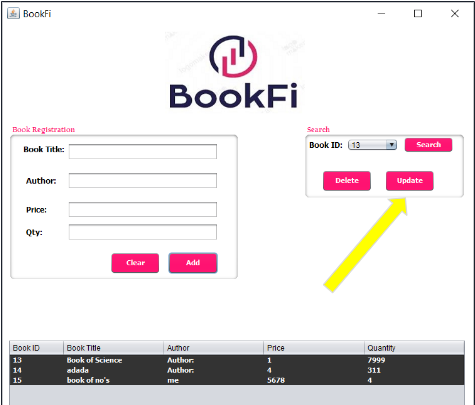 BookFi
BookFi
Book Registration
Book Title:
Author:
Price:
Qty:
Clear Add
Search
Book ID: 13 Search
Delete Update
Book ID Book Title Author Price Quantity
13 Book of Science Author: 1 7999
14 adada Author: 4 311
15 book of no's me 5678 4